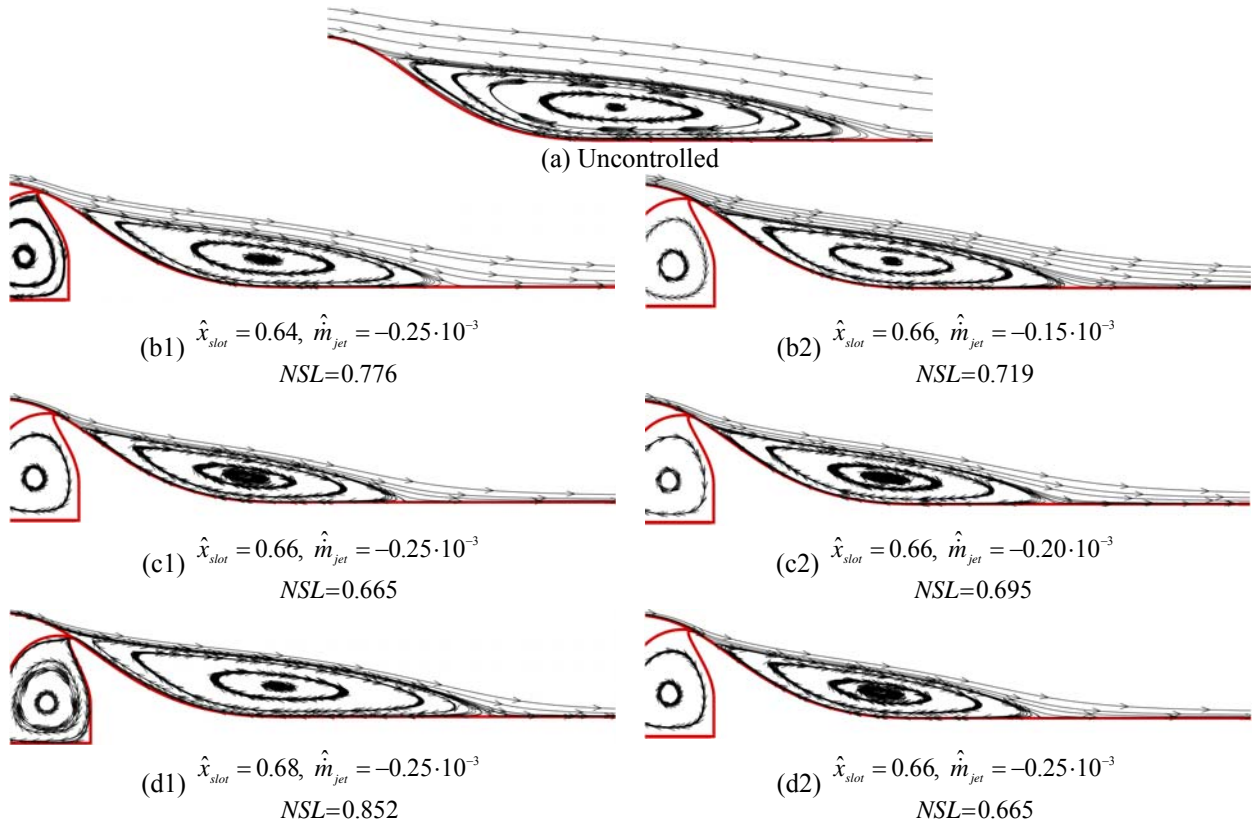 (a) Uncontrolled
(b1) x̂_slot = 0.64, ṁ̂_jet = −0.25·10⁻³
NSL=0.776
(b2) x̂_slot = 0.66, ṁ̂_jet = −0.15·10⁻³
NSL=0.719
(c1) x̂_slot = 0.66, ṁ̂_jet = −0.25·10⁻³
NSL=0.665
(c2) x̂_slot = 0.66, ṁ̂_jet = −0.20·10⁻³
NSL=0.695
(d1) x̂_slot = 0.68, ṁ̂_jet = −0.25·10⁻³
NSL=0.852
(d2) x̂_slot = 0.66, ṁ̂_jet = −0.25·10⁻³
NSL=0.665